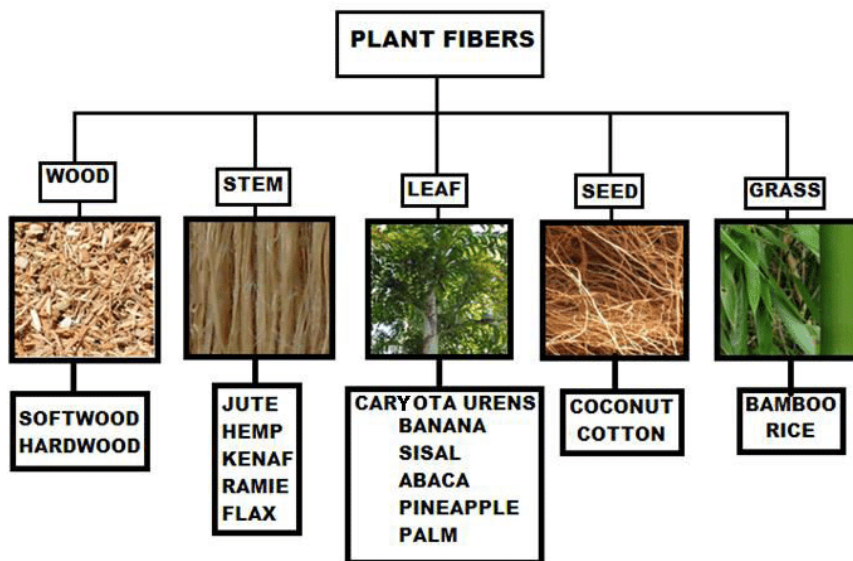 PLANT FIBERS
WOOD
STEM
LEAF
SEED
GRASS
SOFTWOOD
HARDWOOD
JUTE
HEMP
KENAF
RAMIE
FLAX
CARYOTA URENS
BANANA
SISAL
ABACA
PINEAPPLE
PALM
COCONUT
COTTON
BAMBOO
RICE